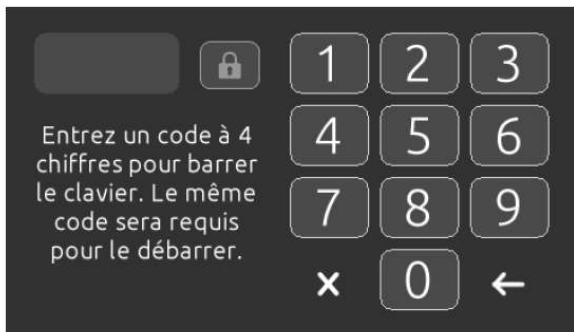 1 2 3
Entrez un code à 4
chiffres pour barrer
le clavier. Le même
code sera requis
pour le débarrer.
4 5 6
7 8 9
0